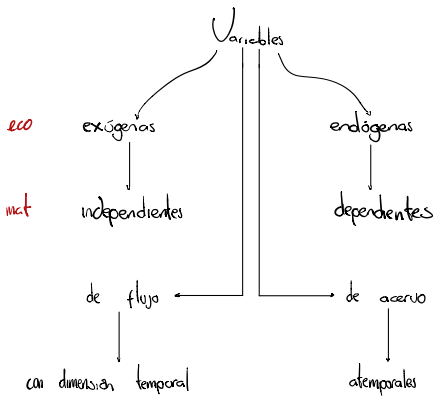 Variables
eco exógenas endógenas
mat independientes dependientes
de flujo de acervo
con dimensión temporal atemporales